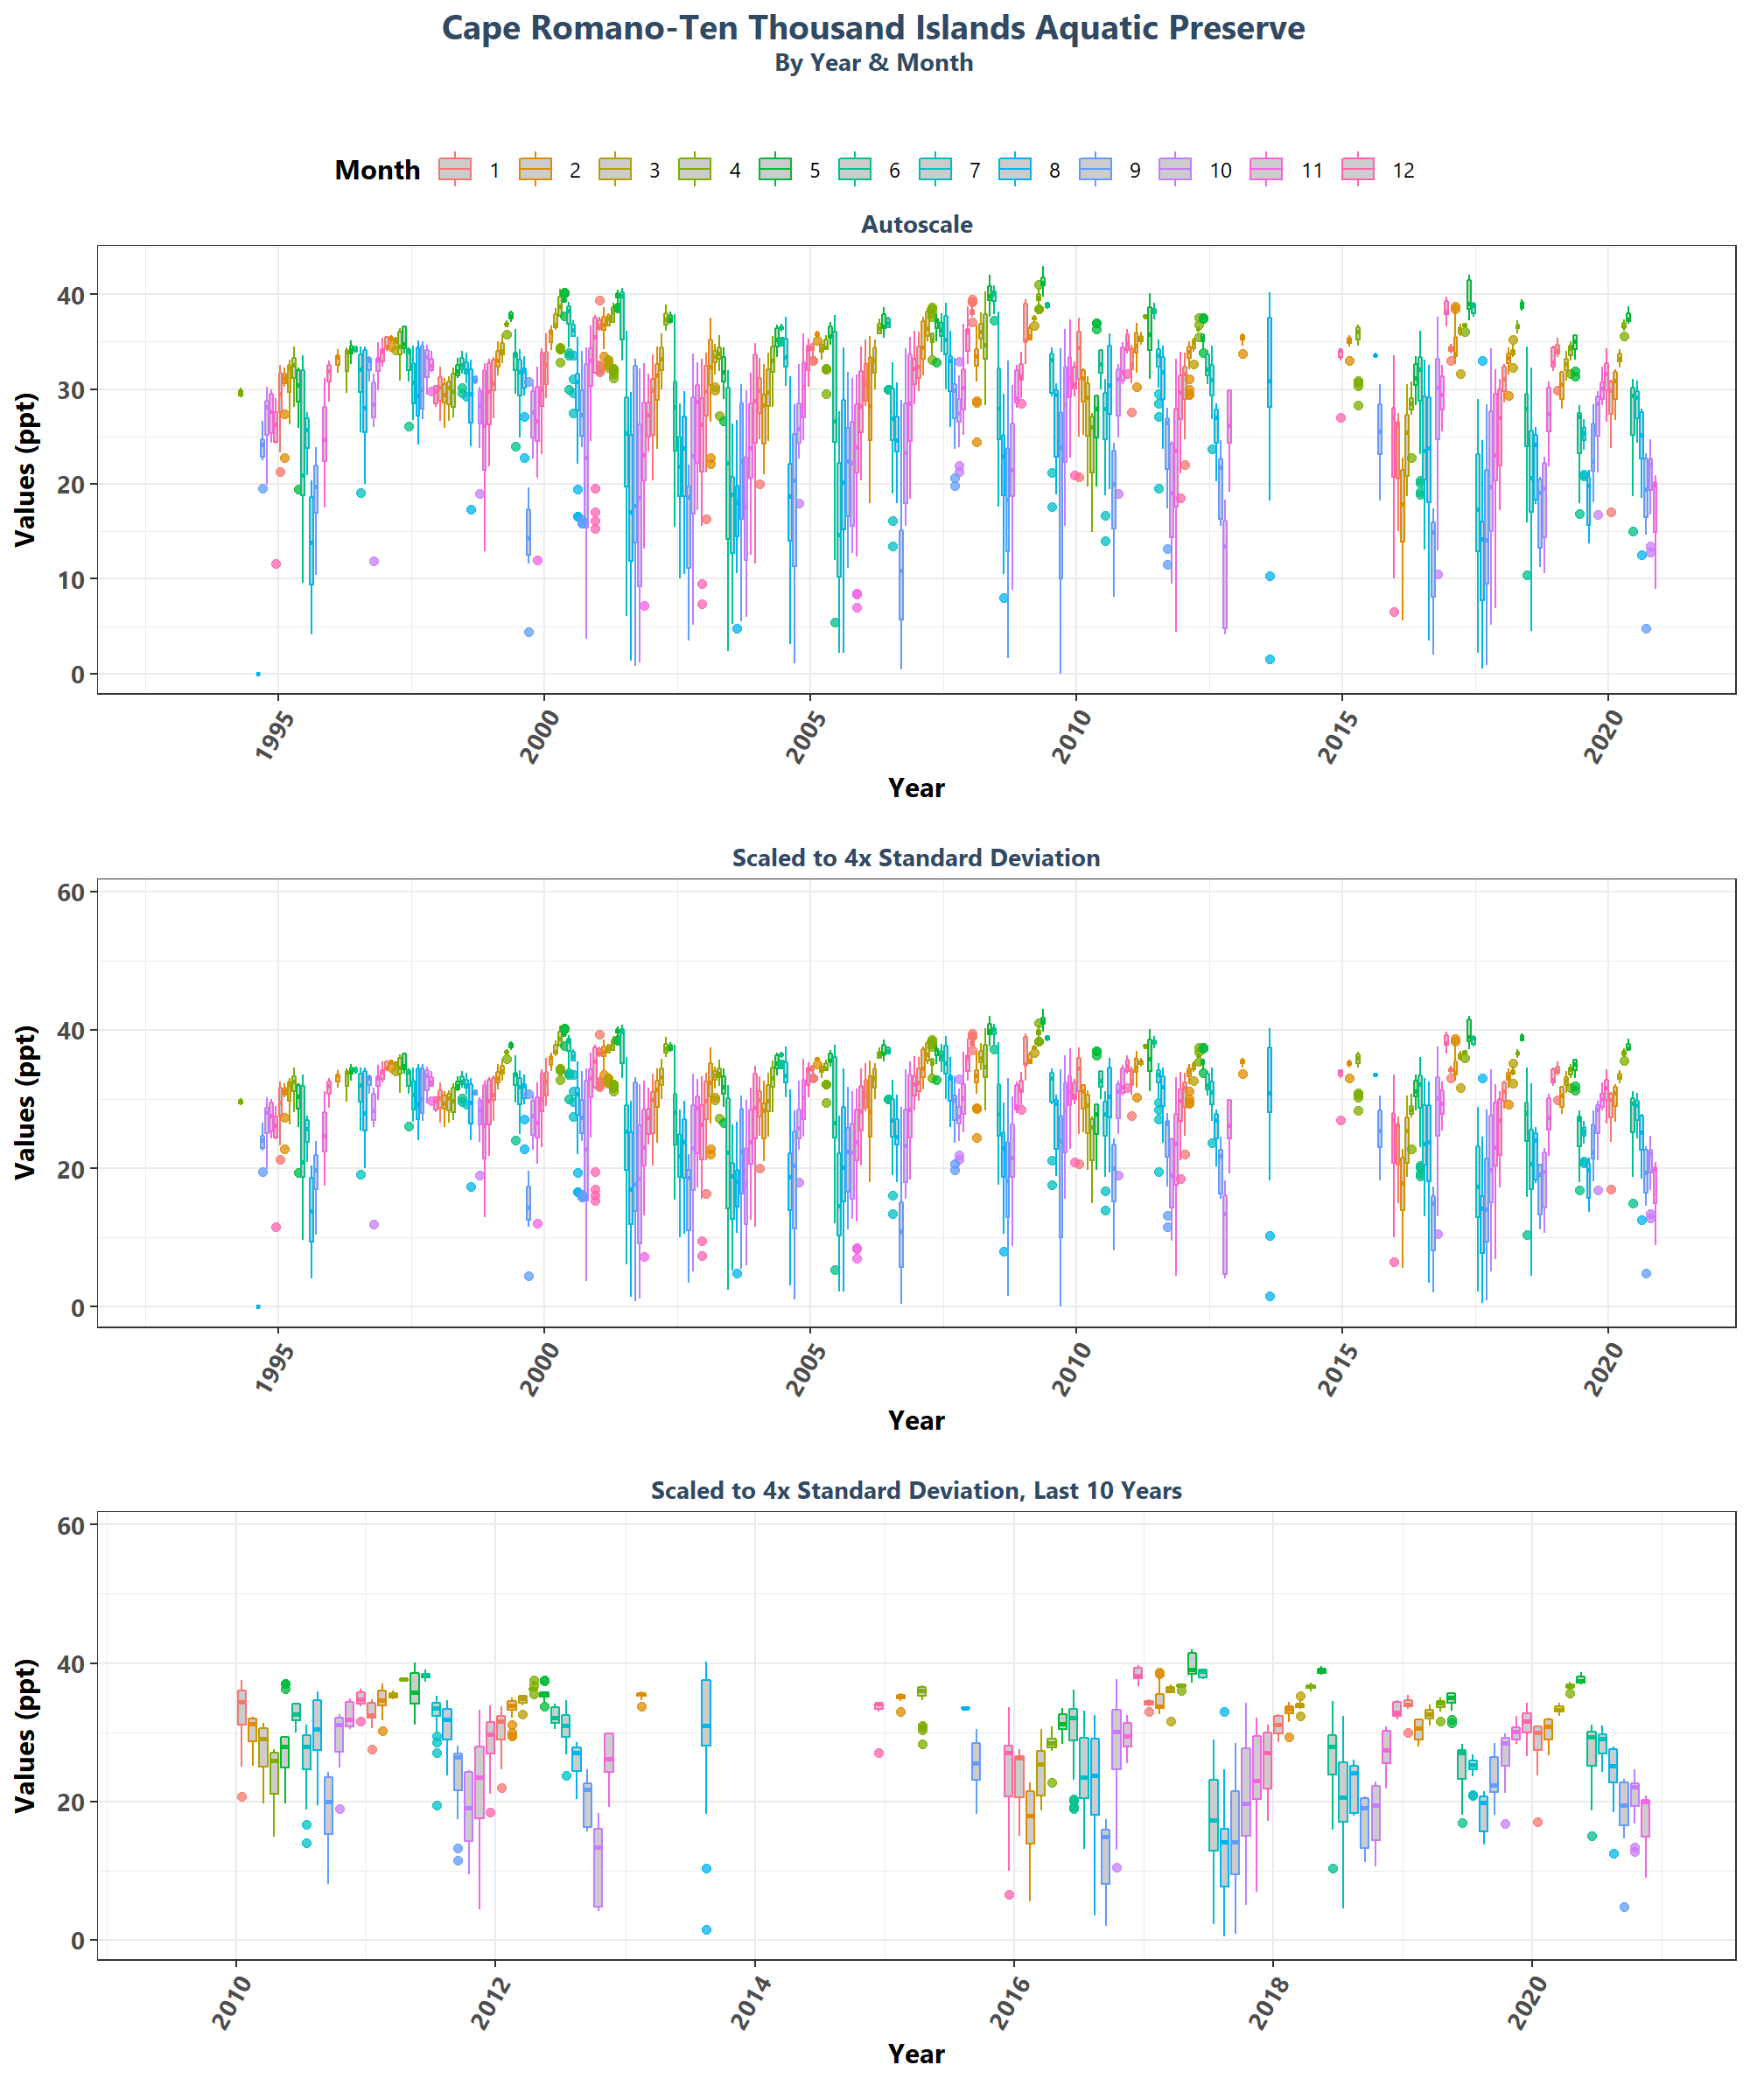 Cape Romano-Ten Thousand Islands Aquatic Preserve
By Year & Month
Month 1 2 3 4 5 6 7 8 9 10 11 12
Autoscale
Values (ppt)
40
30
20
10
0
1995 2000 2005 2010 2015 2020
Year
Scaled to 4x Standard Deviation
Values (ppt)
60
40
20
0
1995 2000 2005 2010 2015 2020
Year
Scaled to 4x Standard Deviation, Last 10 Years
Values (ppt)
60
40
20
0
2010 2012 2014 2016 2018 2020
Year